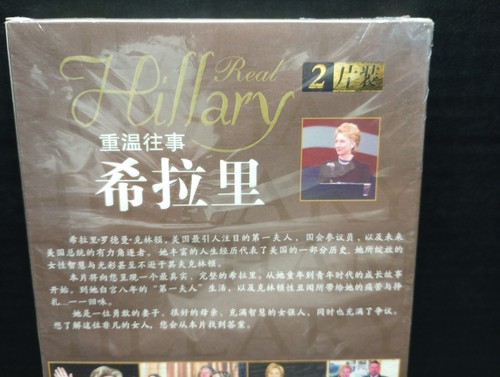 Real
Hillary
2片装
重温往事
希拉里
希拉里·罗德曼·克林顿，美国最引人注目的第一夫人，国会参议员，以及未来
美国总统的有力角逐者。她丰富的人生经历代表了美国的一部分历史，她所绽放的
女性智慧与光彩甚至不逊于其夫克林顿。
本片将向您呈现一个最真实、完整的希拉里。从她童年到青年时代的成长故事
开始，到她白宫八年的“第一夫人”生活，以及克林顿性丑闻所带给她的痛苦与挣
扎...一一回味。
她是一位勇敢的妻子，很好的母亲，充满智慧的女强人，同时也充满了争议。
想了解这位非凡的女人，您会从本片找到答案。